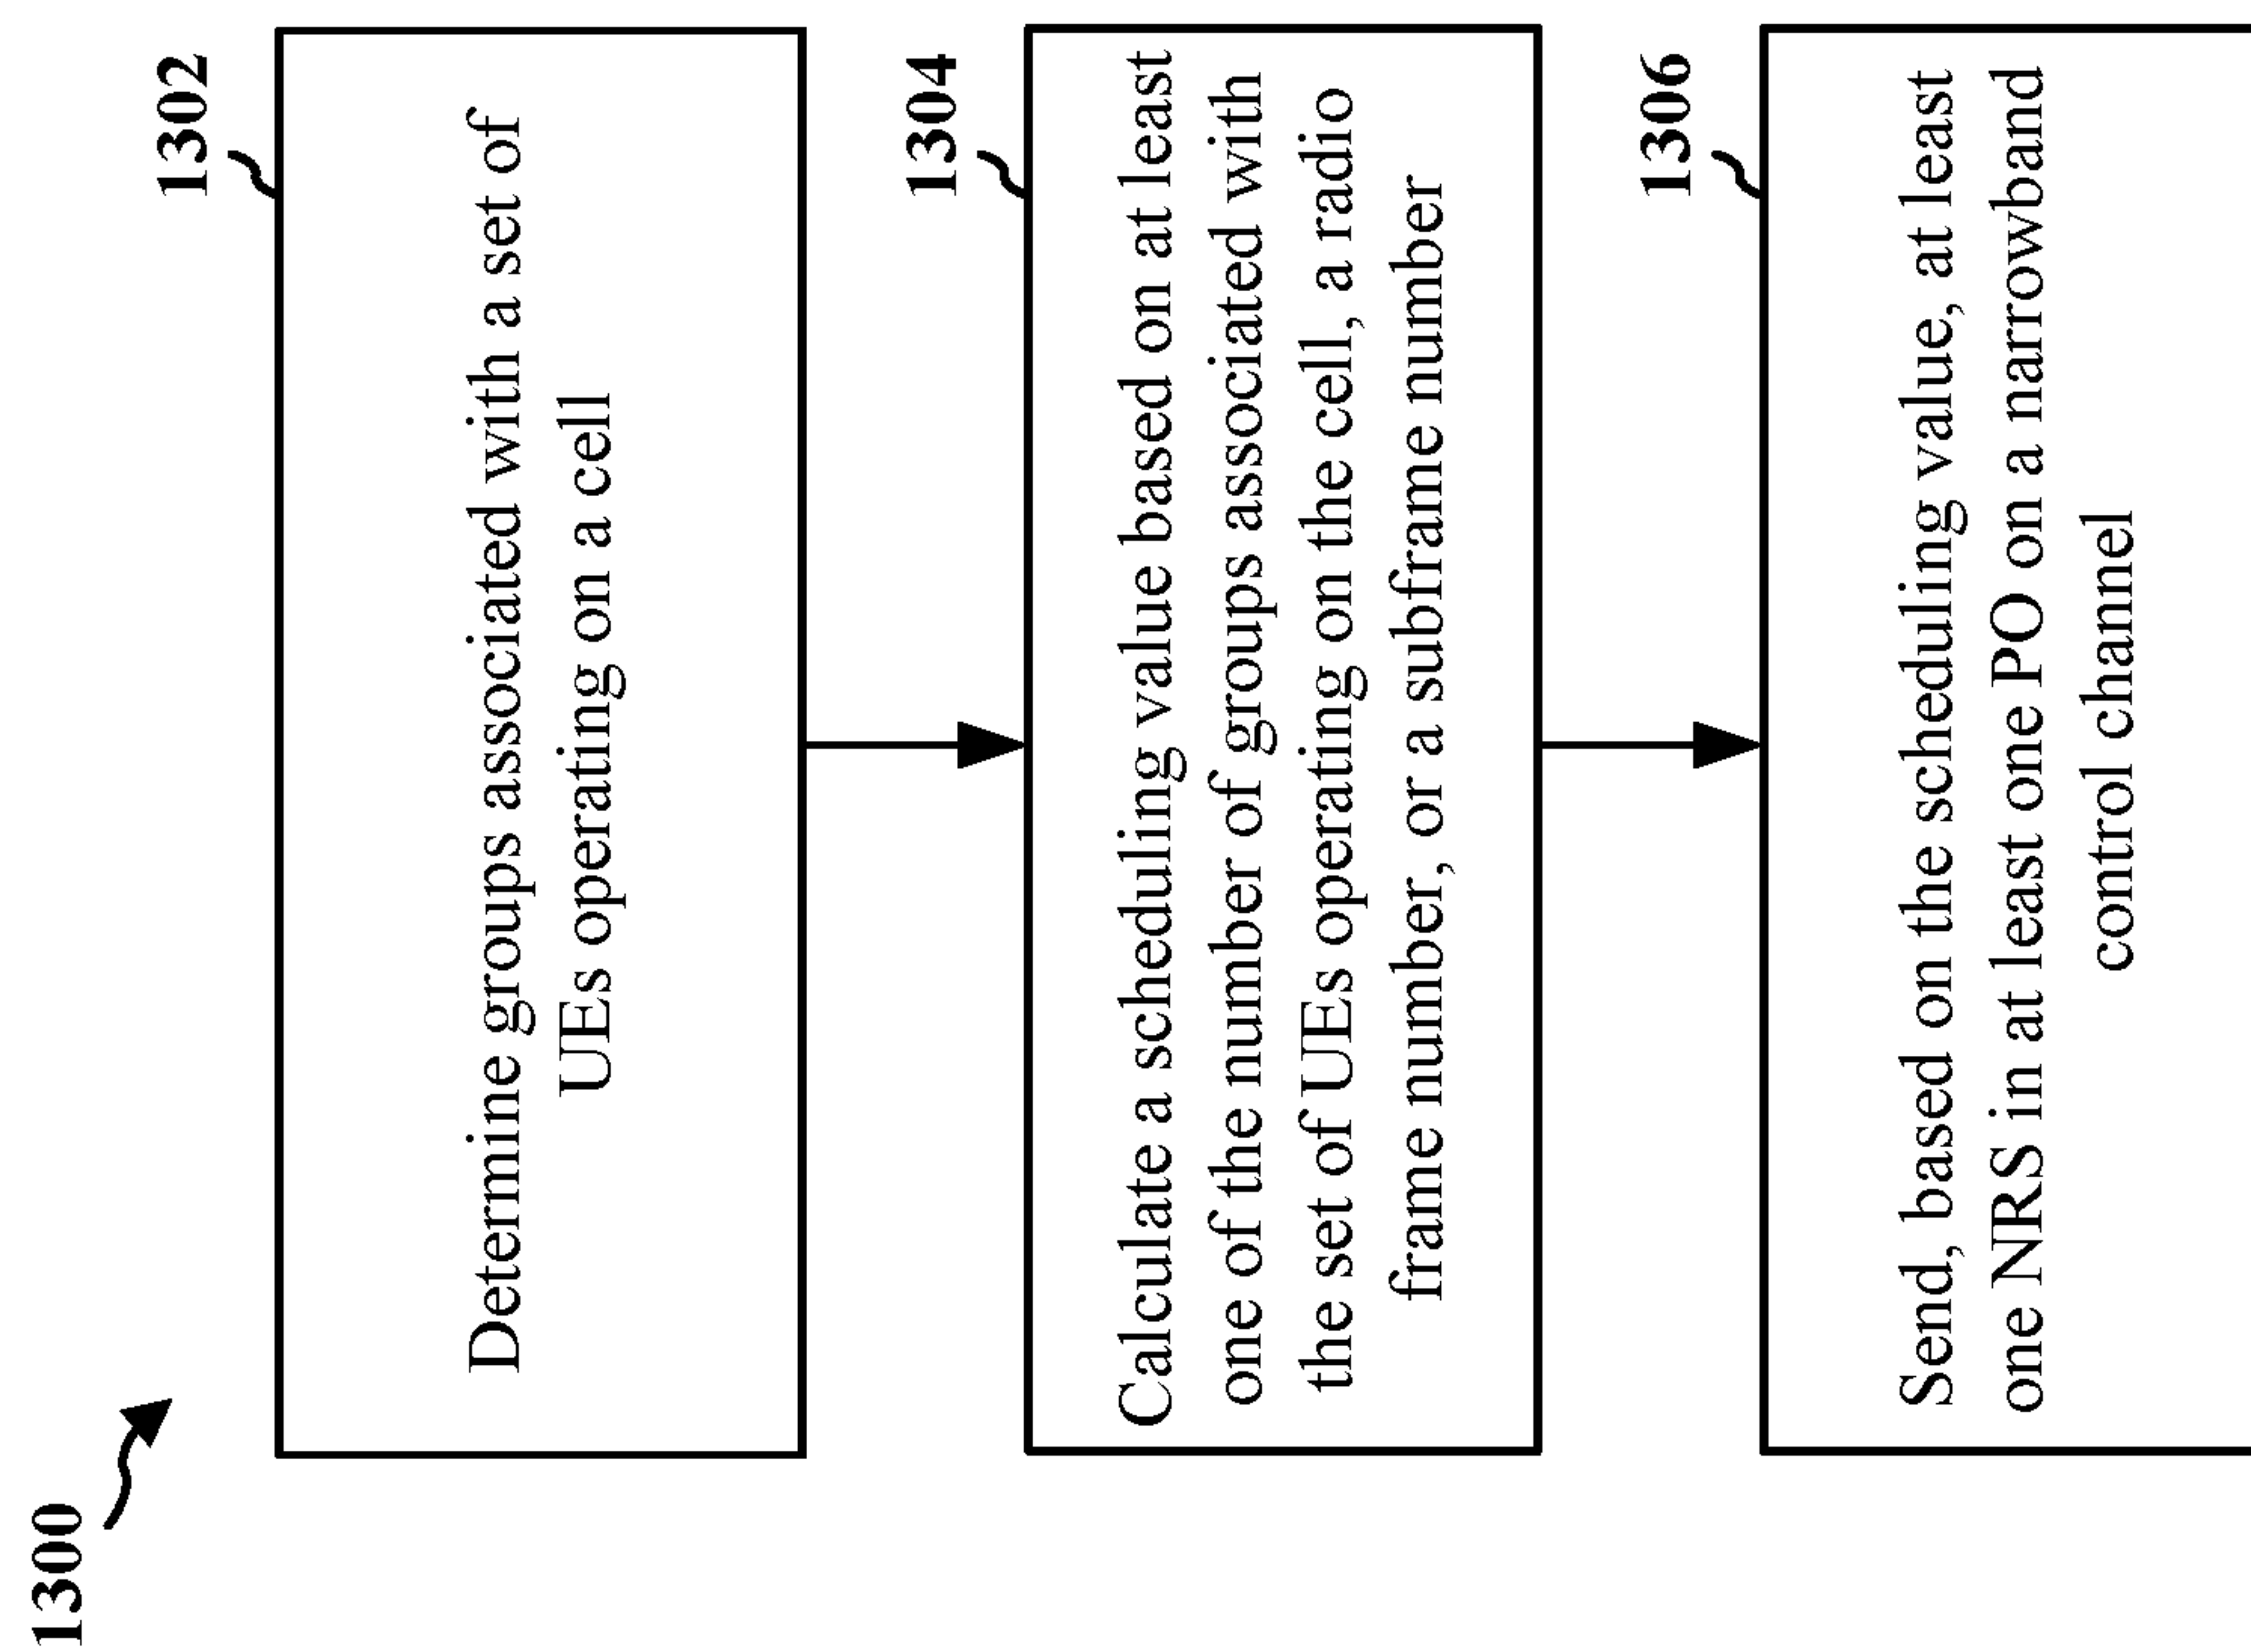 1300
1302
Determine groups associated with a set of
UEs operating on a cell
1304
Calculate a scheduling value based on at least
one of the number of groups associated with
the set of UEs operating on the cell, a radio
frame number, or a subframe number
1306
Send, based on the scheduling value, at least
one NRS in at least one PO on a narrowband
control channel